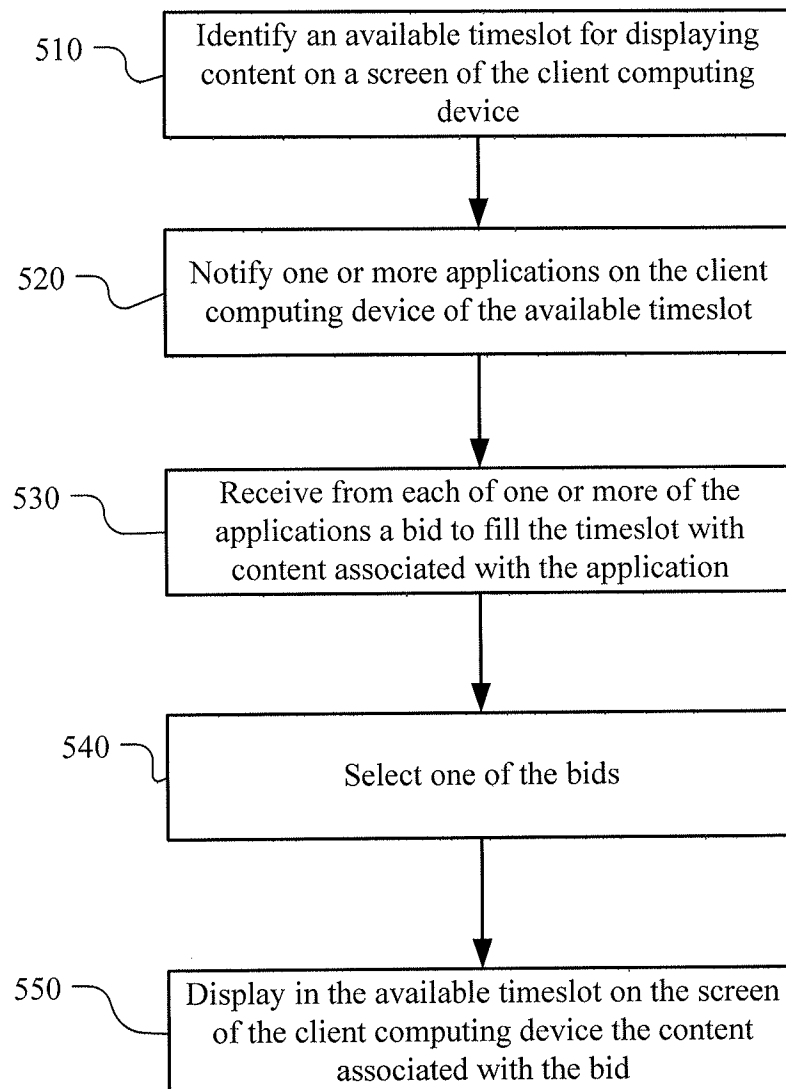 510
Identify an available timeslot for displaying
content on a screen of the client computing
device
520
Notify one or more applications on the client
computing device of the available timeslot
530
Receive from each of one or more of the
applications a bid to fill the timeslot with
content associated with the application
540
Select one of the bids
550
Display in the available timeslot on the screen
of the client computing device the content
associated with the bid